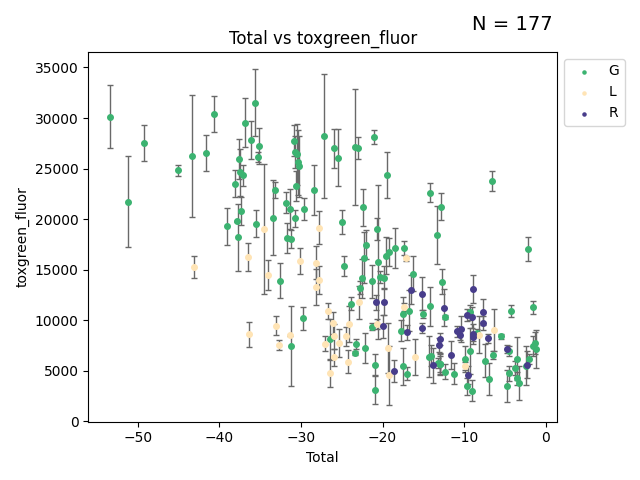 N = 177
Total vs toxgreen_fluor
35000
30000
25000
20000
15000
10000
5000
0
toxgreen_fluor
−50
−40
−30
−20
−10
0
Total
G
L
R